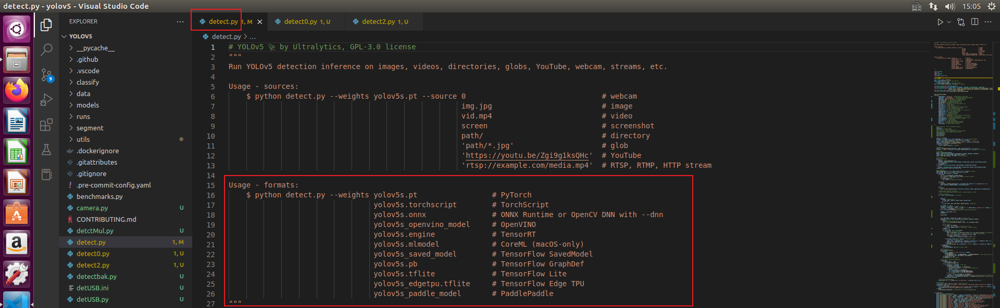 detect.py - yolov5 - Visual Studio Code
15:05
EXPLORER
YOLOV5
__pycache__
.github
.vscode
classify
data
models
runs
segment
utils
.dockerignore
.gitattributes
.gitignore
.pre-commit-config.yaml
benchmarks.py
camera.py U
CONTRIBUTING.md
detctMul.py U
detect.py 1, M
detect0.py 1, U
detect2.py 1, U
detectbak.py U
detUSB.ini U
detUSB.py U
9
detect.py 1, M
detect0.py 1, U
detect2.py 1, U
detect.py > ...
1 # YOLOv5 🚀 by Ultralytics, GPL-3.0 license
2 """
3 Run YOLOv5 detection inference on images, videos, directories, globs, YouTube, webcam, streams, etc.
4
5 Usage - sources:
6 $ python detect.py --weights yolov5s.pt --source 0 # webcam
7 img.jpg # image
8 vid.mp4 # video
9 screen # screenshot
10 path/ # directory
11 'path/*.jpg' # glob
12 'https://youtu.be/Zgi9g1ksQHc' # YouTube
13 'rtsp://example.com/media.mp4' # RTSP, RTMP, HTTP stream
14
15 Usage - formats:
16 $ python detect.py --weights yolov5s.pt # PyTorch
17 yolov5s.torchscript # TorchScript
18 yolov5s.onnx # ONNX Runtime or OpenCV DNN with --dnn
19 yolov5s_openvino_model # OpenVINO
20 yolov5s.engine # TensorRT
21 yolov5s.mlmodel # CoreML (macOS-only)
22 yolov5s_saved_model # TensorFlow SavedModel
23 yolov5s.pb # TensorFlow GraphDef
24 yolov5s.tflite # TensorFlow Lite
25 yolov5s_edgetpu.tflite # TensorFlow Edge TPU
26 yolov5s_paddle_model # PaddlePaddle
27 """